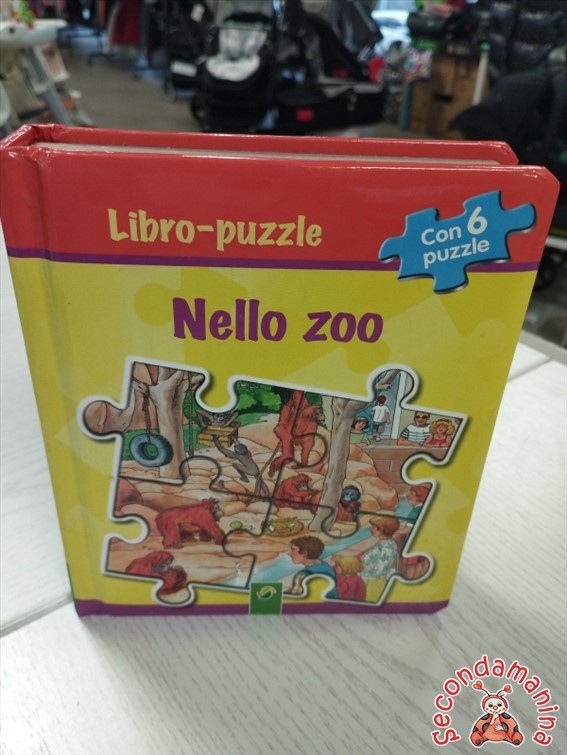 Libro-puzzle
Con 6
puzzle
Nello zoo
secondamanina